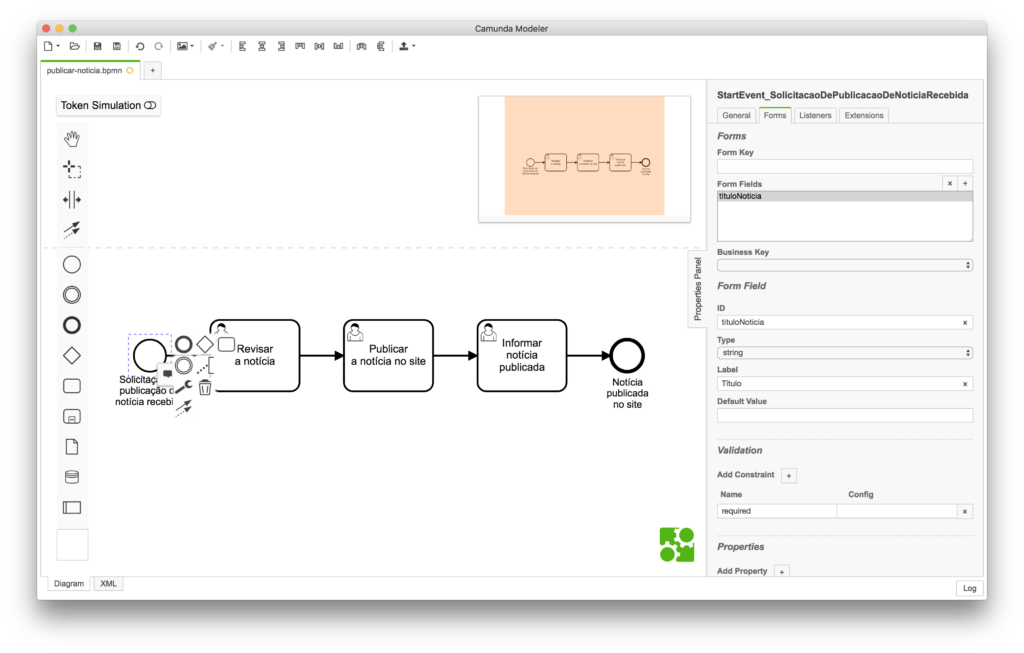 Camunda Modeler
publicar-noticia.bpmn
+
Token Simulation
StartEvent_SolicitacaoDePublicacaoDeNoticiaRecebida
General
Forms
Listeners
Extensions
Forms
Form Key
Form Fields
x
+
tituloNoticia
Business Key
Properties Panel
Form Field
ID
tituloNoticia
x
Type
string
Label
Título
x
Default Value
Validation
Add Constraint
+
Name
Config
required
x
Properties
Add Property
+
Revisar
a notícia
Publicar
a notícia no site
Informar
notícia
publicada
publicação d
notícia recebi
Notícia
publicada
no site
Diagram
XML
Log